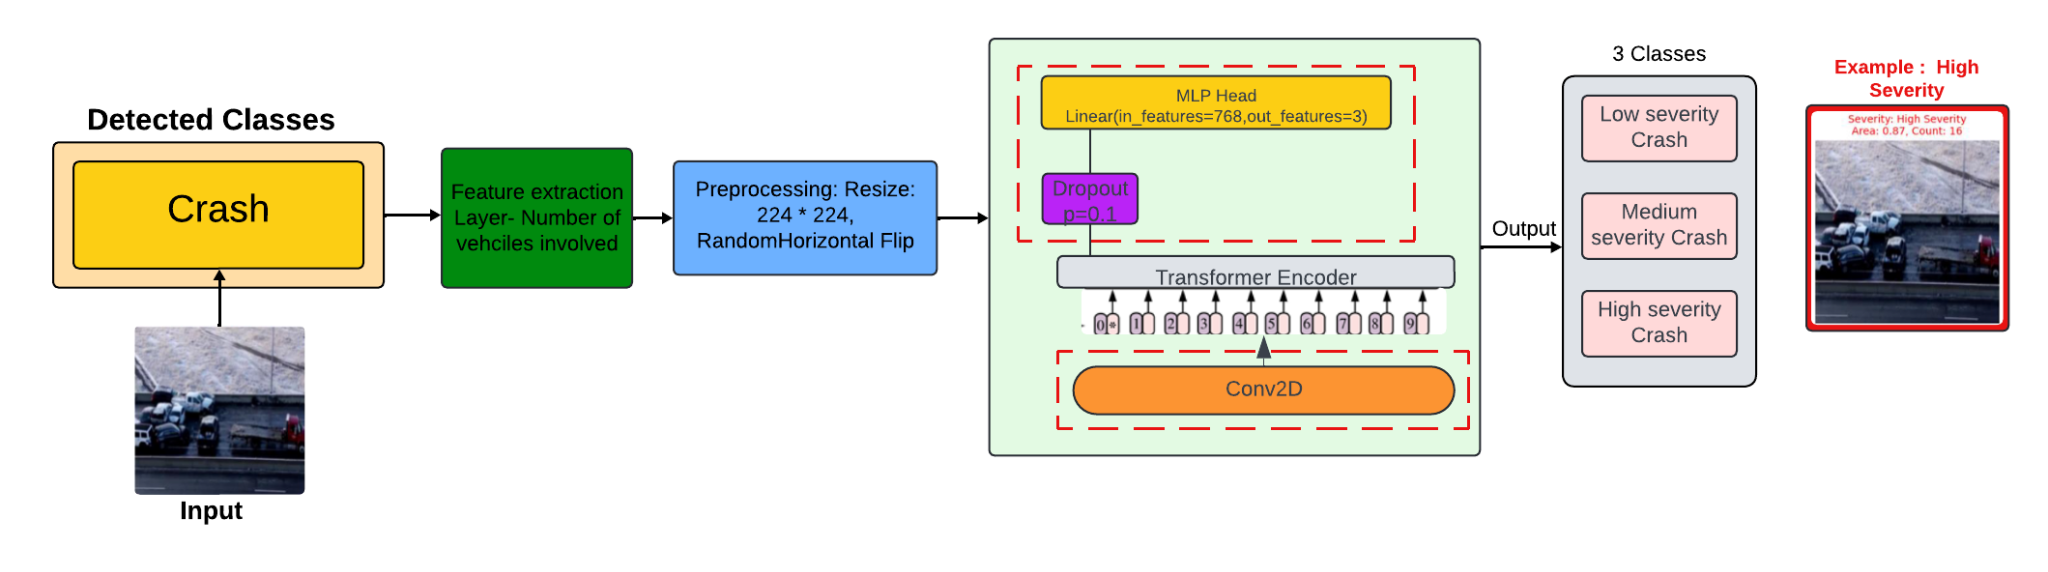 Detected Classes
Crash
Input
Feature extraction
Layer- Number of
vehciles involved
Preprocessing: Resize:
224 * 224,
RandomHorizontal Flip
MLP Head
Linear(in_features=768,out_features=3)
Dropout
p=0.1
Transformer Encoder
0 * 1 2 3 4 5 6 7 8 9
Conv2D
Output
3 Classes
Low severity
Crash
Medium
severity Crash
High severity
Crash
Example : High
Severity
Severity: High Severity
Area: 0.87, Count: 16